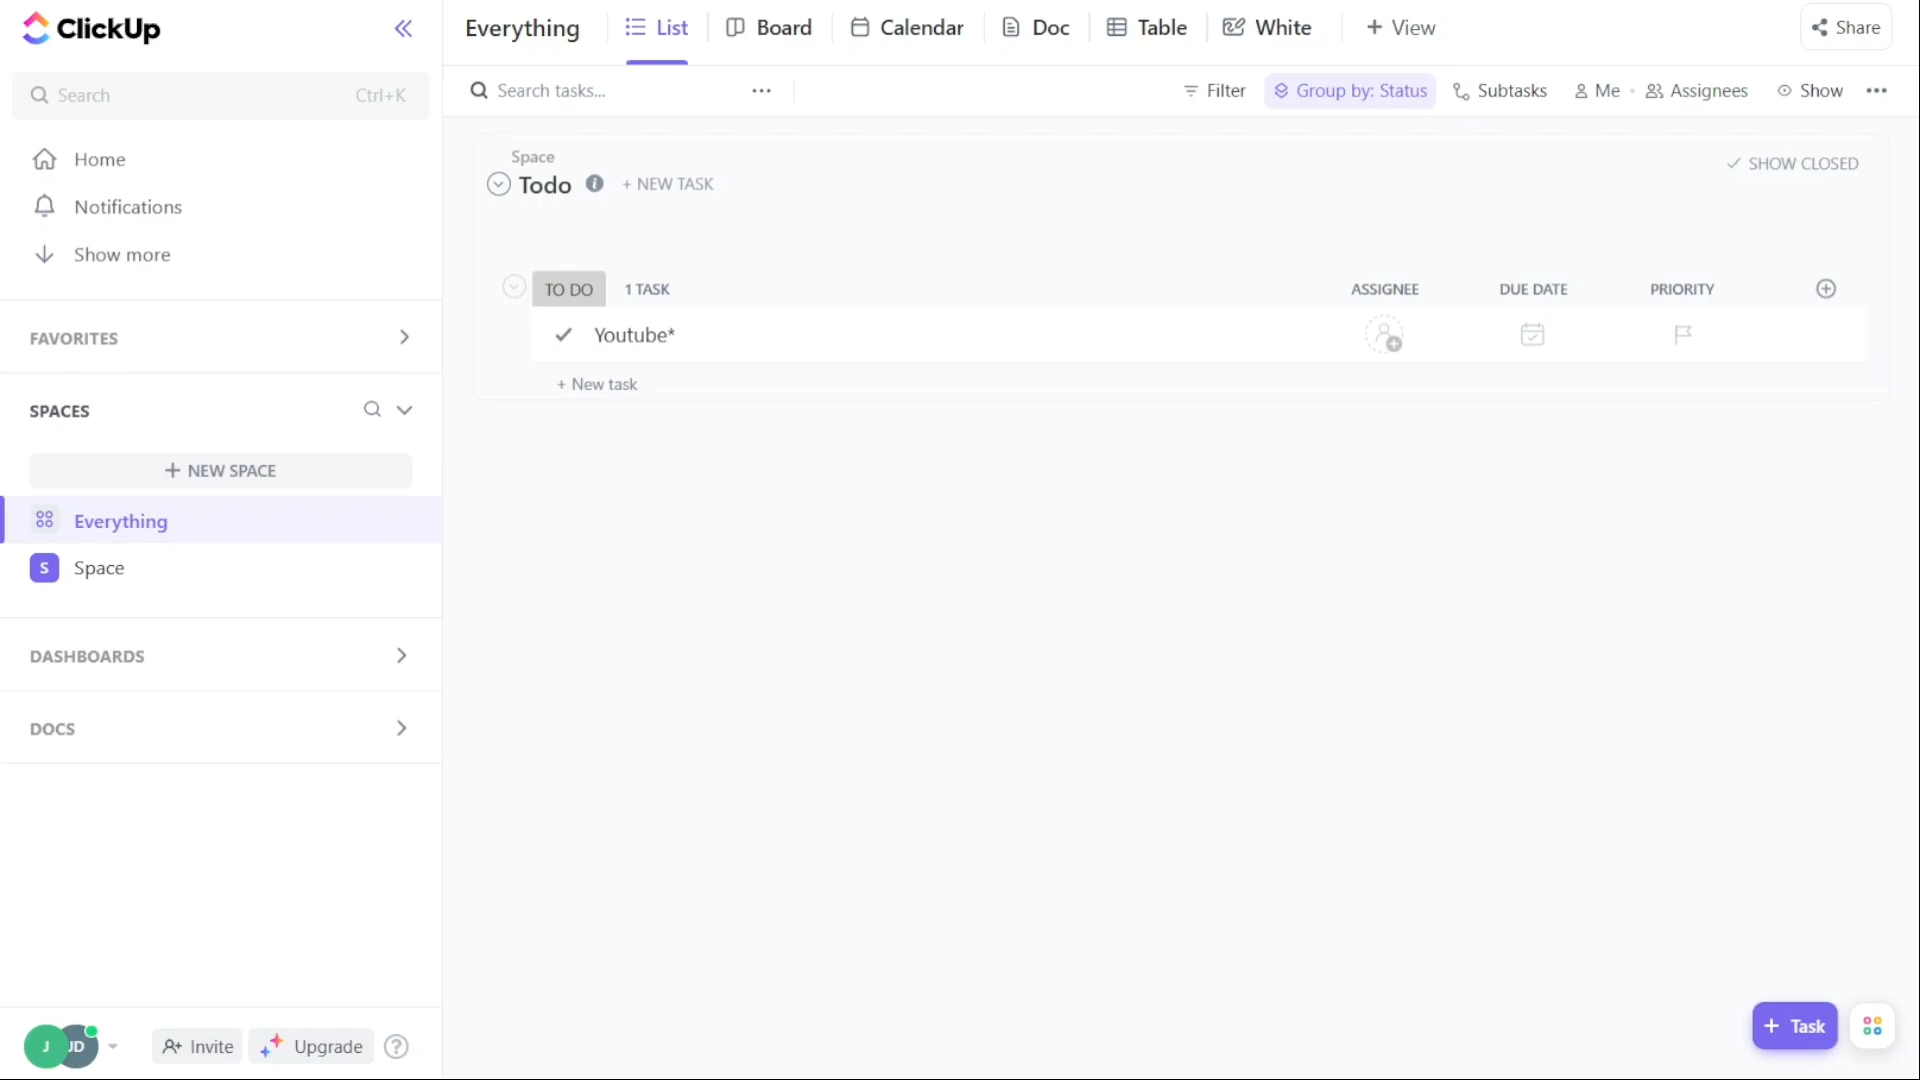 ClickUp
Search Ctrl+K
Home
Notifications
Show more
FAVORITES
SPACES
+ NEW SPACE
Everything
S Space
DASHBOARDS
DOCS
J JD Invite Upgrade ?
Everything List Board Calendar Doc Table White + View Share
Search tasks... Filter Group by: Status Subtasks Me Assignees Show
Space
Todo + NEW TASK SHOW CLOSED
TO DO 1 TASK ASSIGNEE DUE DATE PRIORITY
Youtube*
+ New task
+ Task